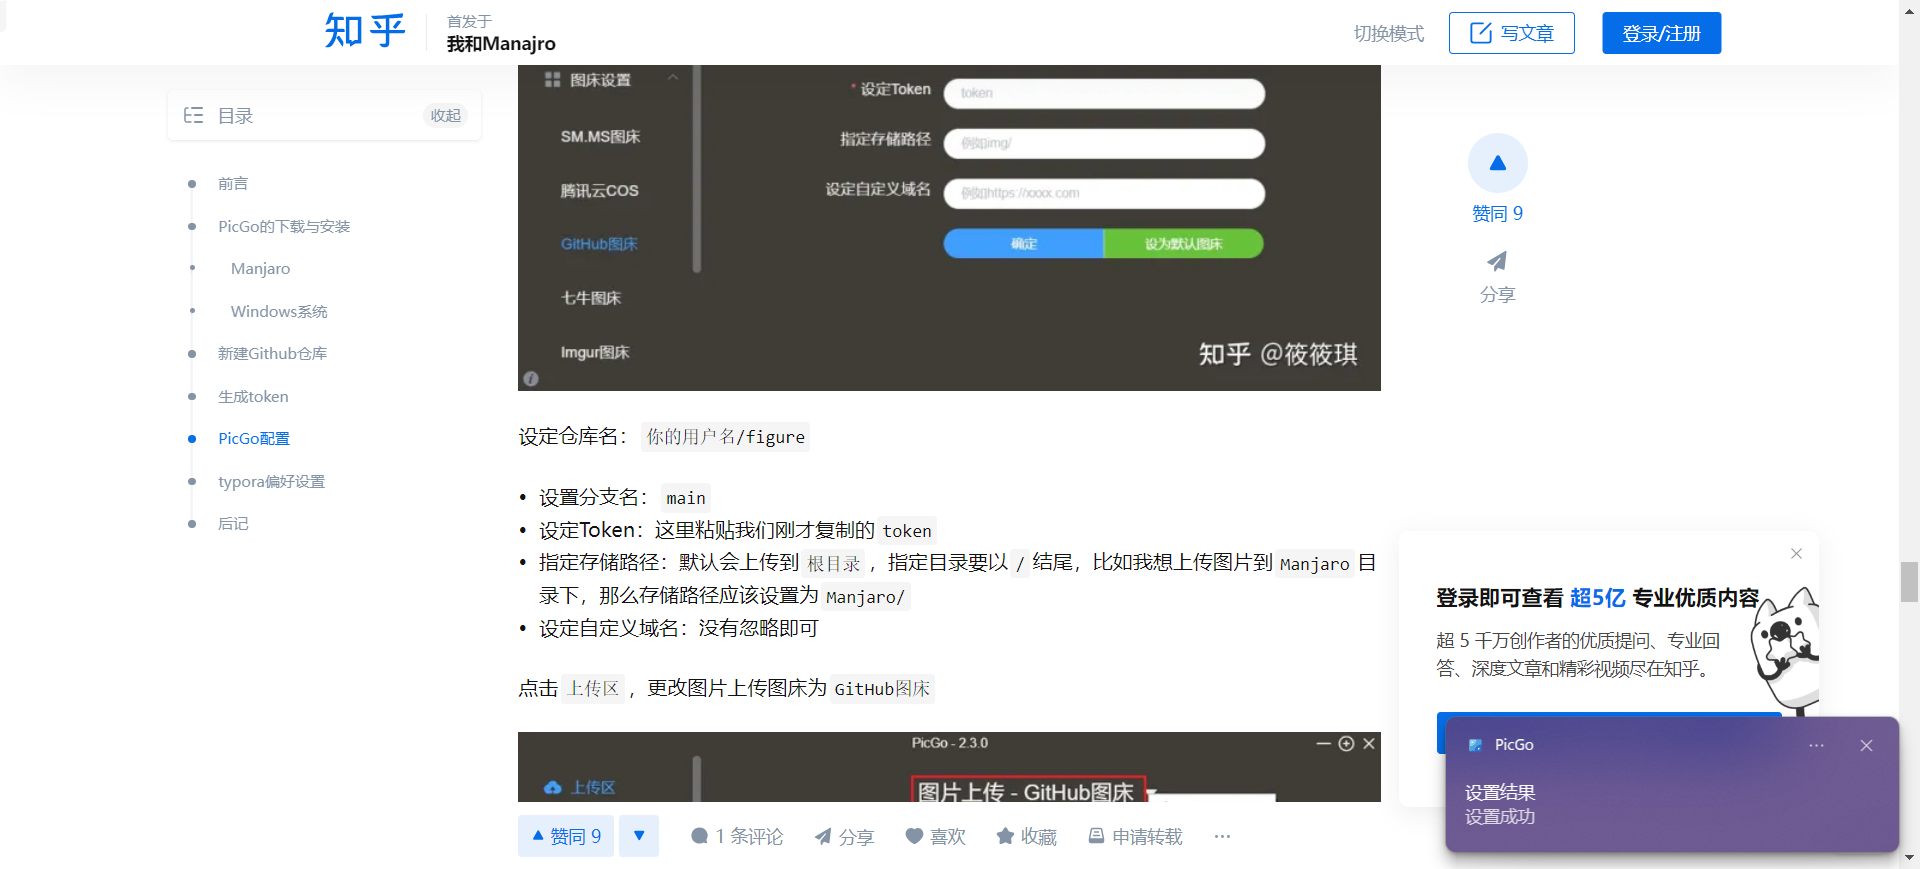 知乎
首发于
我和Manajro
切换模式
写文章
登录/注册
目录
收起
前言
PicGo的下载与安装
Manjaro
Windows系统
新建Github仓库
生成token
PicGo配置
typora偏好设置
后记
图床设置
SM.MS图床
腾讯云COS
GitHub图床
七牛图床
Imgur图床
* 设定Token
token
指定存储路径
例如img/
设定自定义域名
例如https://xxxx.com
确定
设为默认图床
知乎 @筱筱琪
设定仓库名： 你的用户名/figure
• 设置分支名： main
• 设定Token：这里粘贴我们刚才复制的 token
• 指定存储路径：默认会上传到 根目录 ，指定目录要以 / 结尾，比如我想上传图片到 Manjaro 目
录下，那么存储路径应该设置为 Manjaro/
• 设定自定义域名：没有忽略即可
点击 上传区 ，更改图片上传图床为 GitHub图床
PicGo - 2.3.0
上传区
图片上传 - GitHub图床
赞同 9
1 条评论
分享
喜欢
收藏
申请转载
赞同 9
分享
登录即可查看 超5亿 专业优质内容
超 5 千万创作者的优质提问、专业回
答、深度文章和精彩视频尽在知乎。
PicGo
设置结果
设置成功